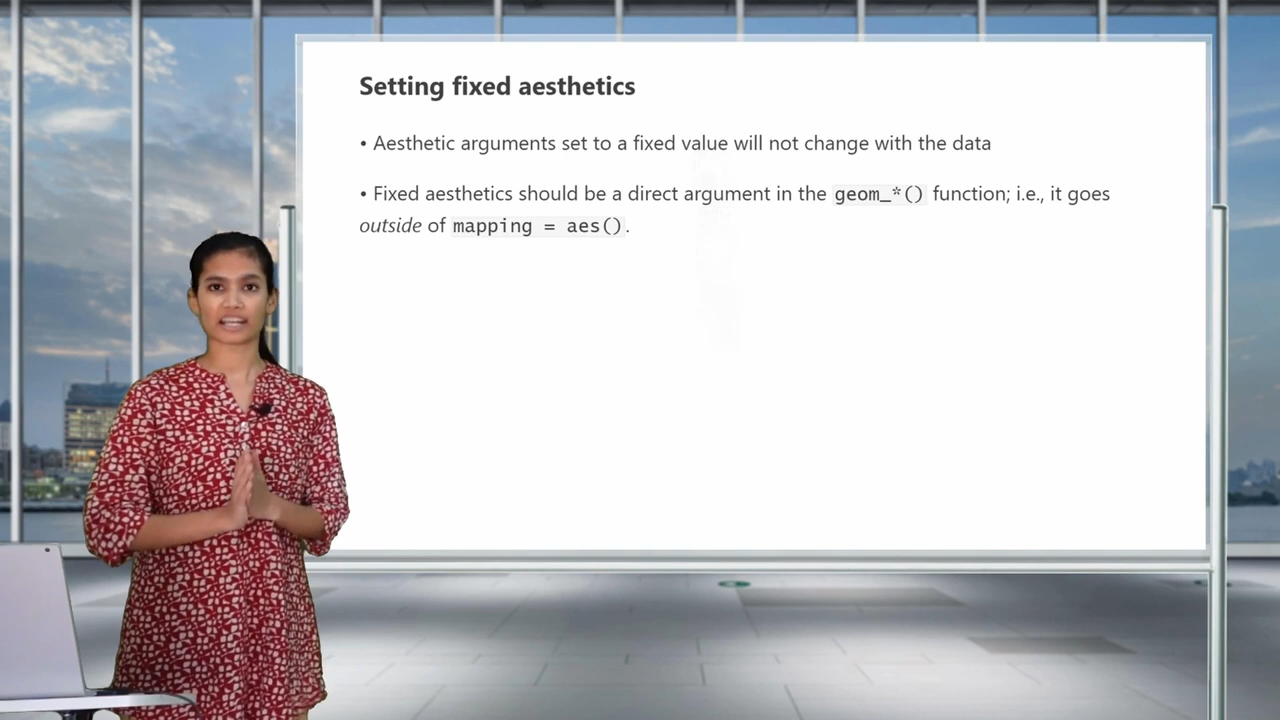 Setting fixed aesthetics
• Aesthetic arguments set to a fixed value will not change with the data
• Fixed aesthetics should be a direct argument in the geom_*() function; i.e., it goes
outside of mapping = aes().